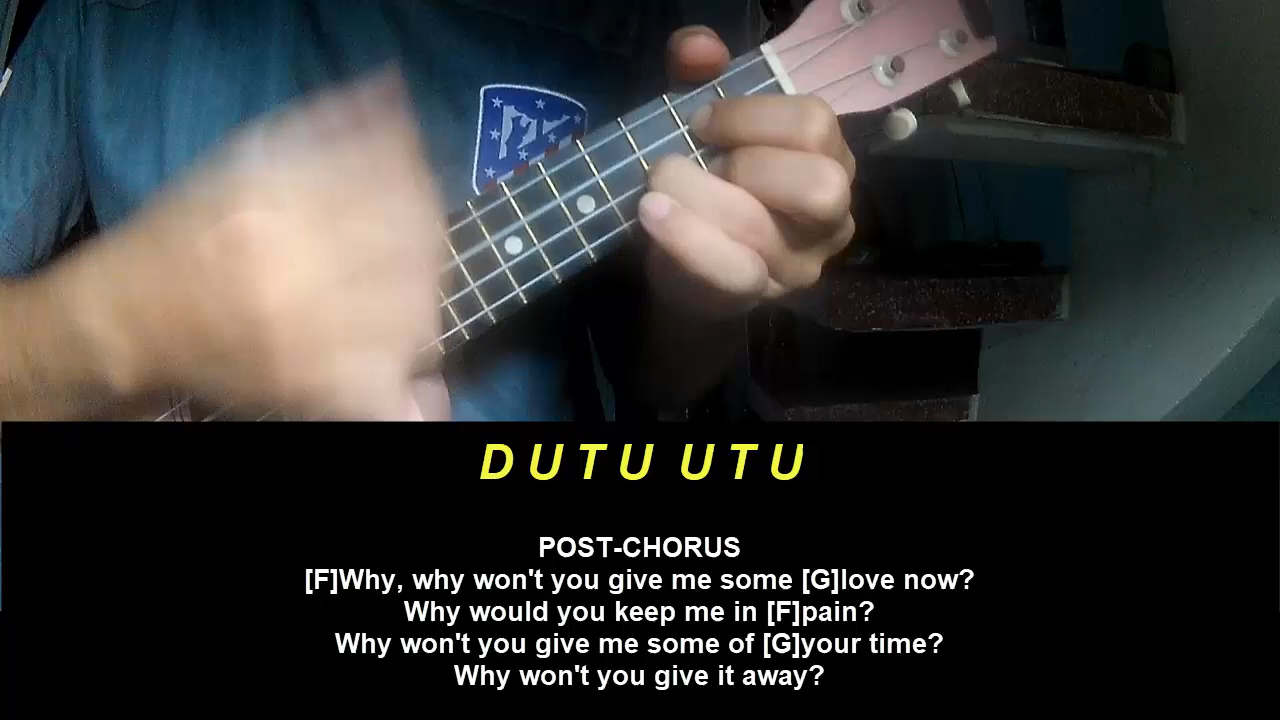 D U T U  U T U
POST-CHORUS
[F]Why, why won't you give me some [G]love now?
Why would you keep me in [F]pain?
Why won't you give me some of [G]your time?
Why won't you give it away?